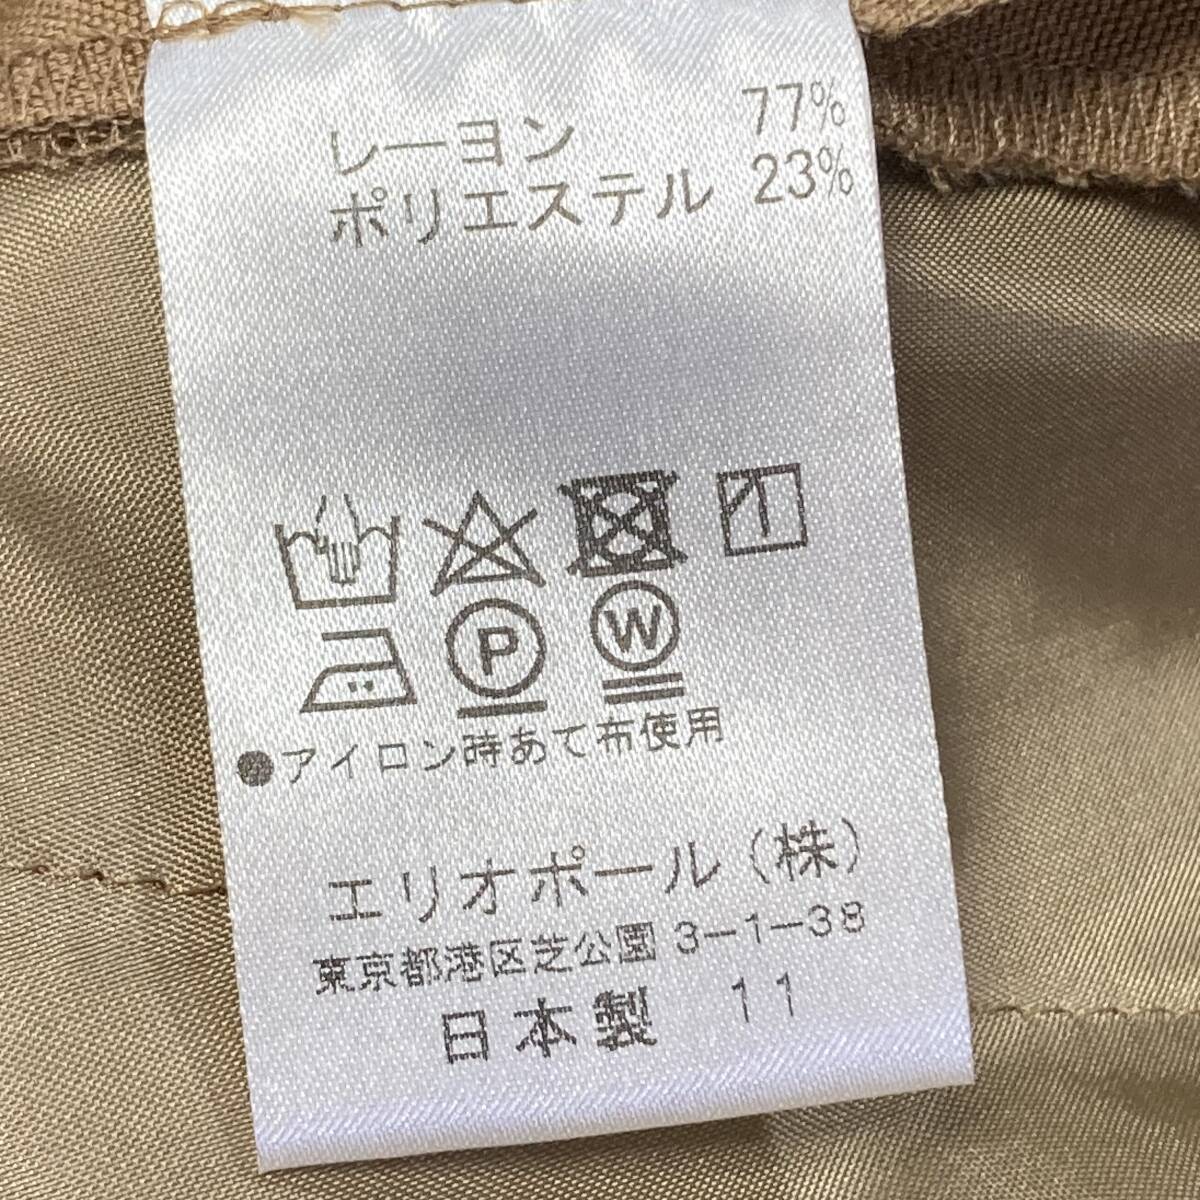 レーヨン 77%
ポリエステル 23%
P W
●アイロン時あて布使用
エリオポール(株)
東京都港区芝公園 3-1-38
日本製 11